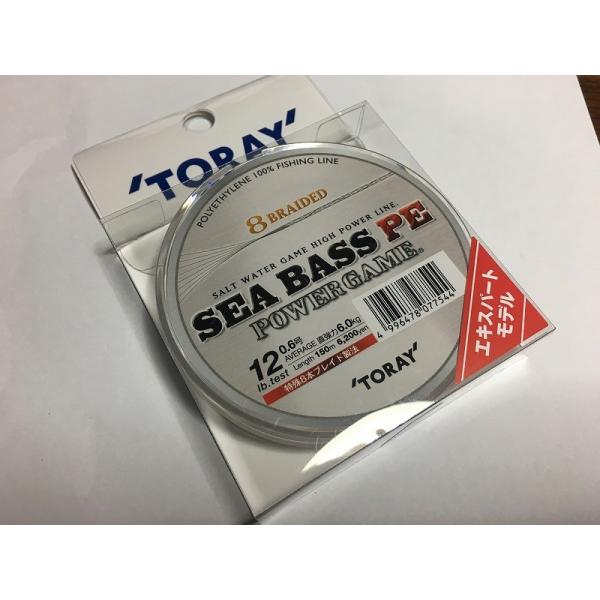 'TORAY'
POLYETHYLENE 100% FISHING LINE
8 BRAIDED
SALT WATER GAME HIGH POWER LINE.
SEA BASS PE
POWER GAME®
12 lb.test
0.6号
AVERAGE 直強力6.0kg
Length 150m 6,200yen
特殊8本ブレイド製法
4 996478 077544
'TORAY'
エキスパート
モデル